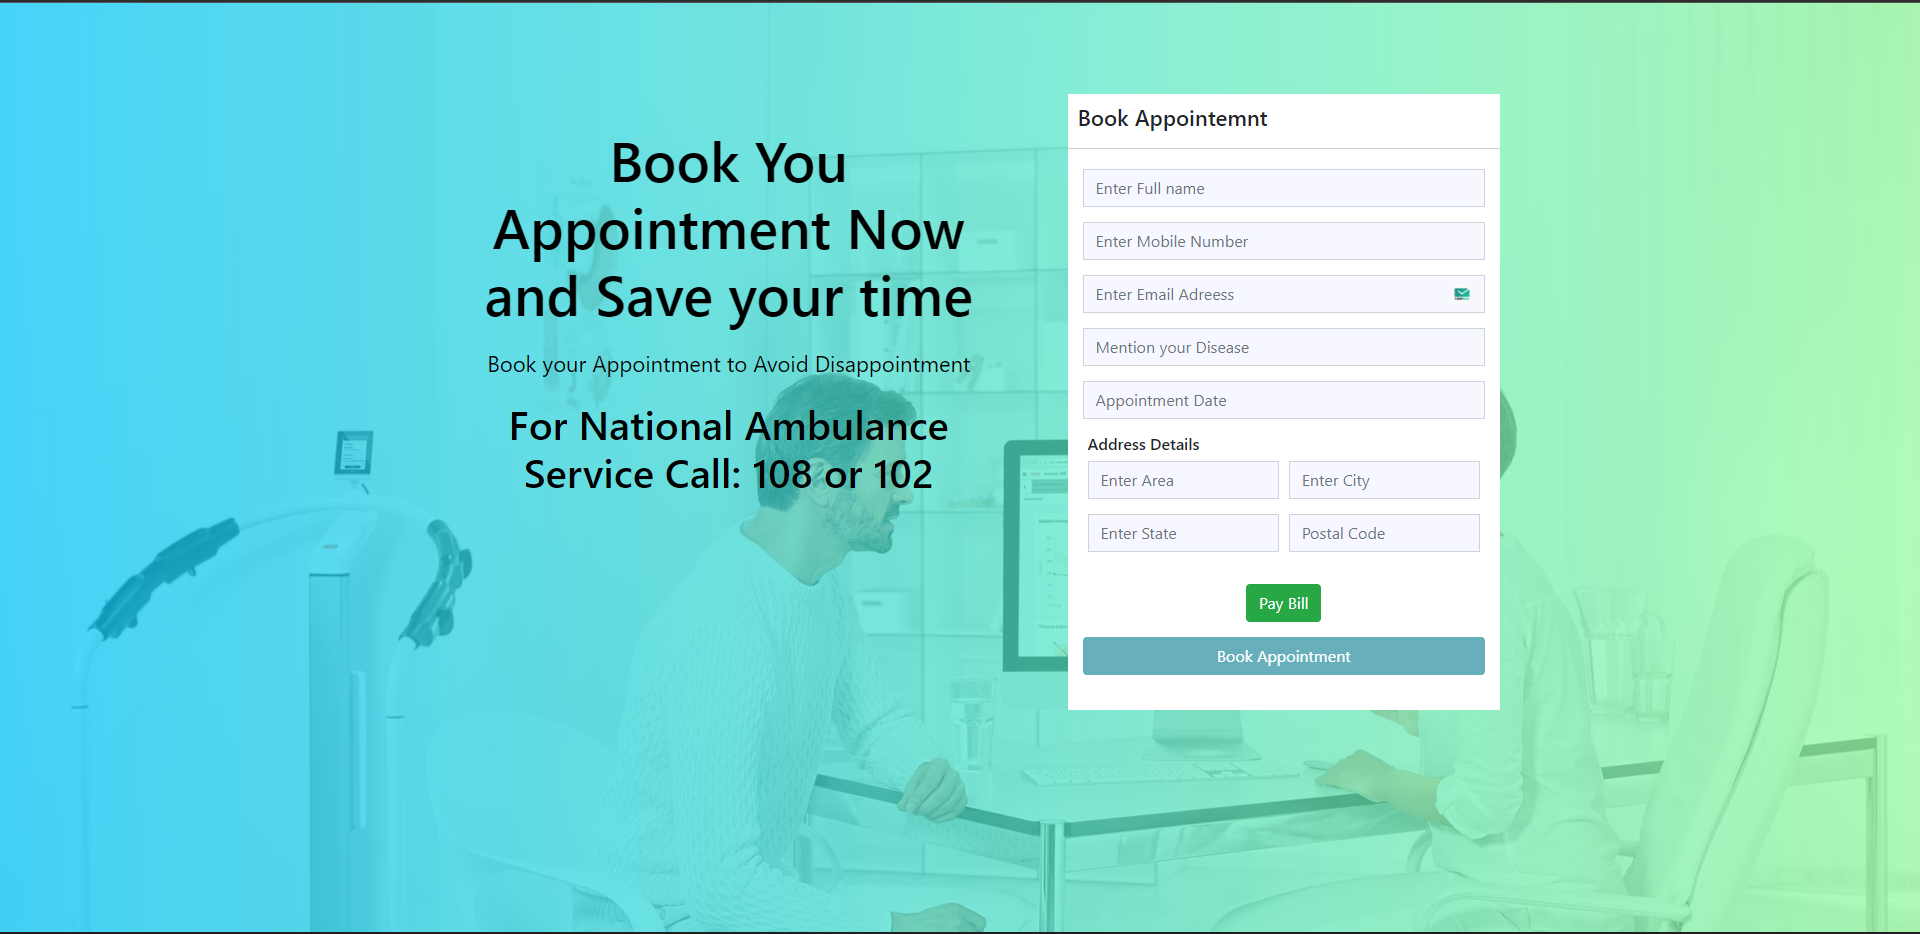 Book You
Appointment Now
and Save your time
Book your Appointment to Avoid Disappointment
For National Ambulance
Service Call: 108 or 102
Book Appointemnt
Enter Full name
Enter Mobile Number
Enter Email Adreess
Mention your Disease
Appointment Date
Address Details
Enter Area
Enter City
Enter State
Postal Code
Pay Bill
Book Appointment